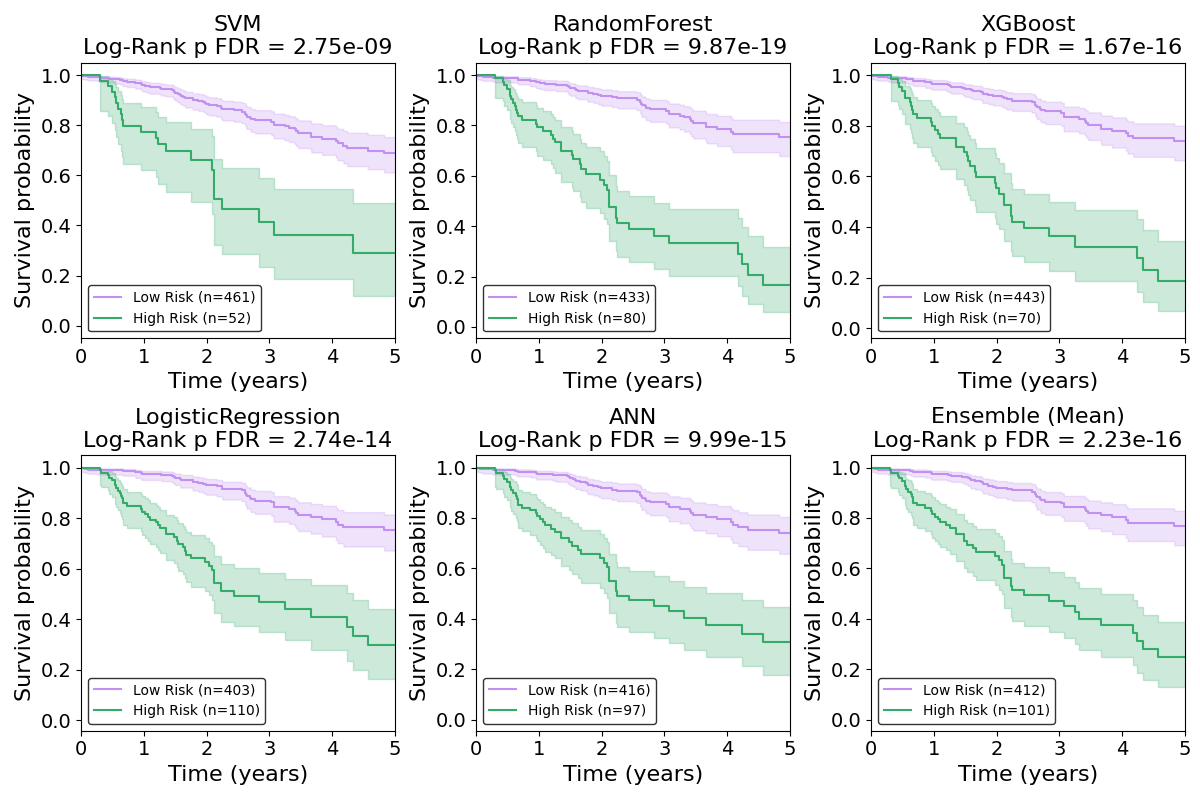 SVM
Log-Rank p FDR = 2.75e-09
Survival probability
1.0
0.8
0.6
0.4
0.2
0.0
Low Risk (n=461)
High Risk (n=52)
0 1 2 3 4 5
Time (years)
RandomForest
Log-Rank p FDR = 9.87e-19
Survival probability
1.0
0.8
0.6
0.4
0.2
0.0
Low Risk (n=433)
High Risk (n=80)
0 1 2 3 4 5
Time (years)
XGBoost
Log-Rank p FDR = 1.67e-16
Survival probability
1.0
0.8
0.6
0.4
0.2
0.0
Low Risk (n=443)
High Risk (n=70)
0 1 2 3 4 5
Time (years)
LogisticRegression
Log-Rank p FDR = 2.74e-14
Survival probability
1.0
0.8
0.6
0.4
0.2
0.0
Low Risk (n=403)
High Risk (n=110)
0 1 2 3 4 5
Time (years)
ANN
Log-Rank p FDR = 9.99e-15
Survival probability
1.0
0.8
0.6
0.4
0.2
0.0
Low Risk (n=416)
High Risk (n=97)
0 1 2 3 4 5
Time (years)
Ensemble (Mean)
Log-Rank p FDR = 2.23e-16
Survival probability
1.0
0.8
0.6
0.4
0.2
0.0
Low Risk (n=412)
High Risk (n=101)
0 1 2 3 4 5
Time (years)